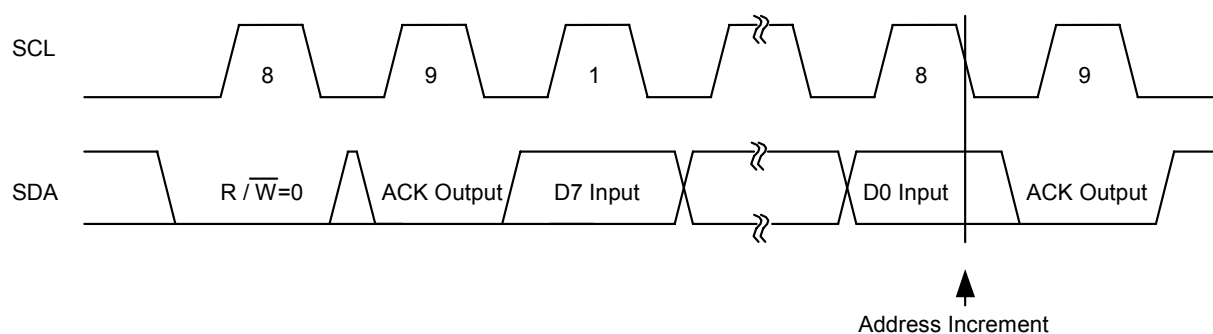 SCL
8
9
1
8
9
SDA
R / W=0
ACK Output
D7 Input
D0 Input
ACK Output
Address Increment